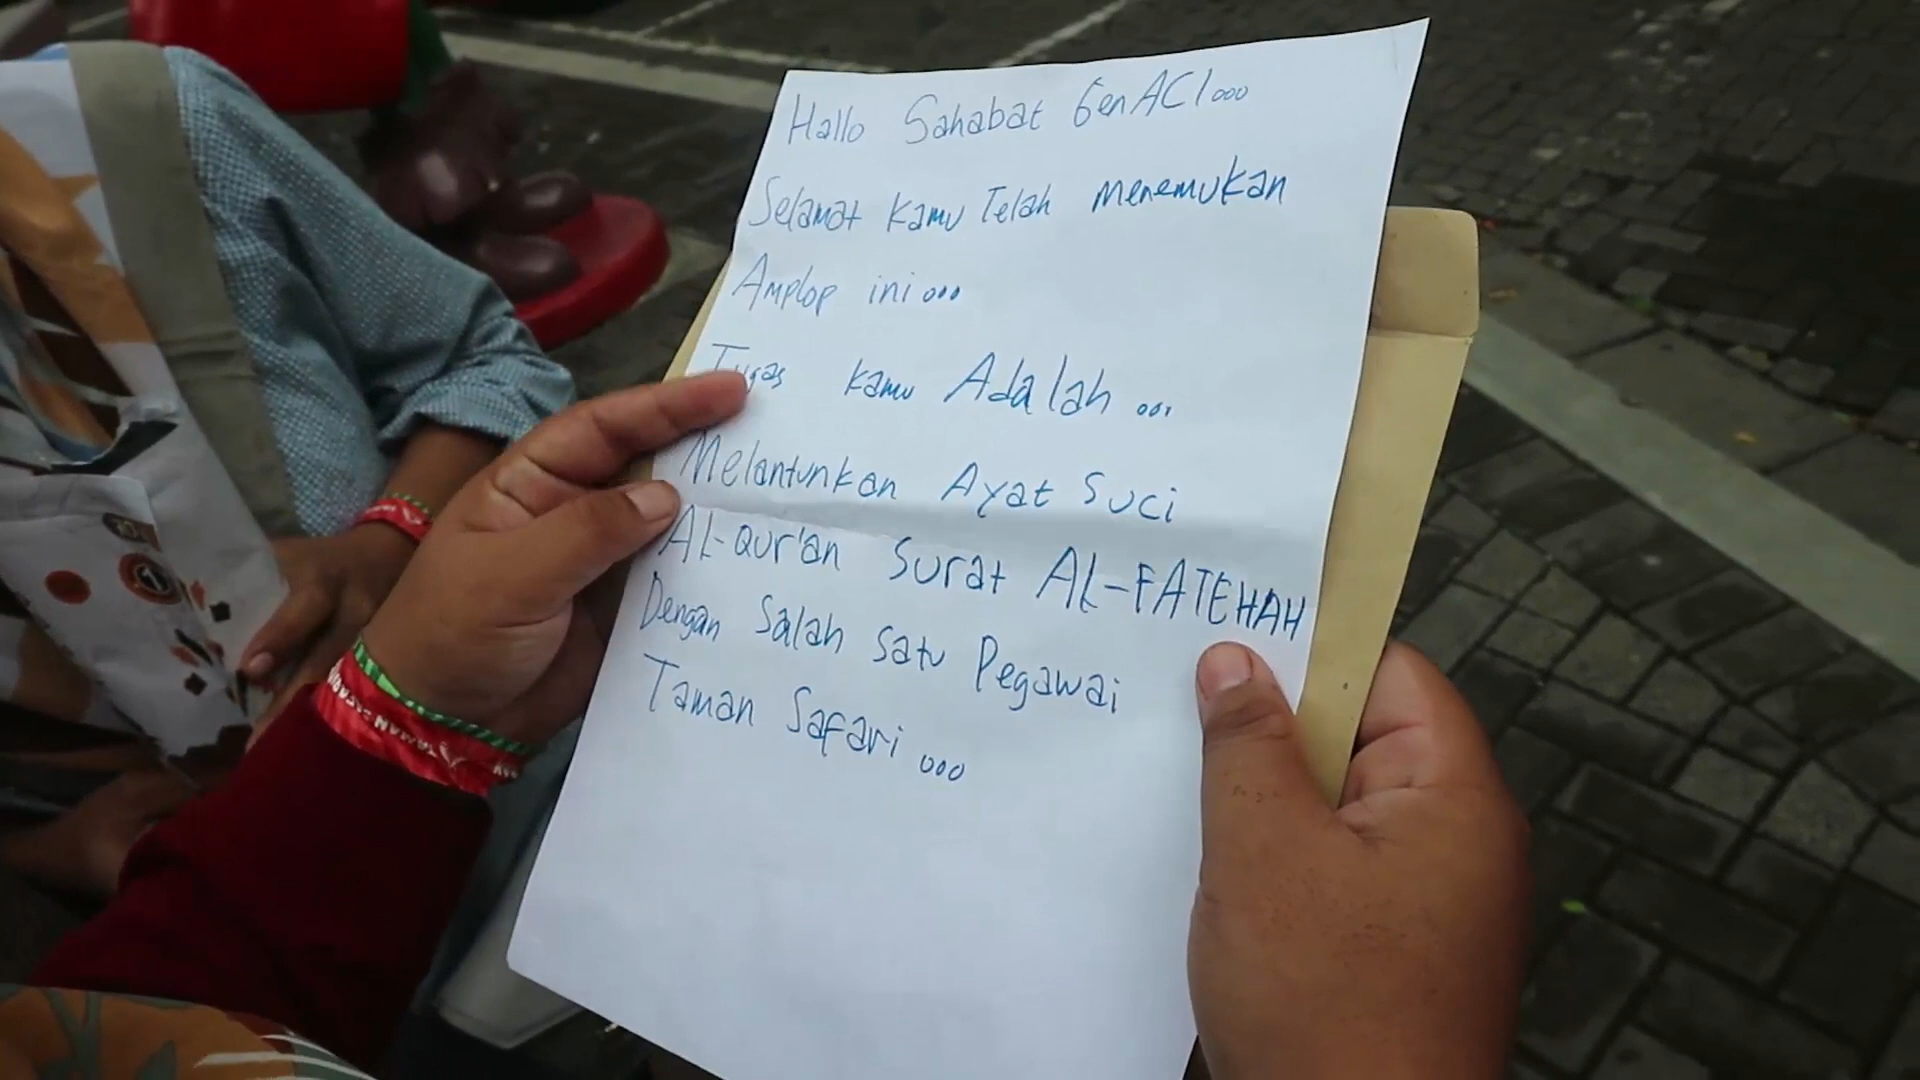 Hallo Sahabat GenACI...
Selamat Kamu Telah Menemukan
Amplop ini...
Tugas kamu Adalah ...
Melantunkan Ayat Suci
AL-Qur'an Surat AL-FATEHAH
Dengan Salah Satu Pegawai
Taman Safari ...
TAMAN